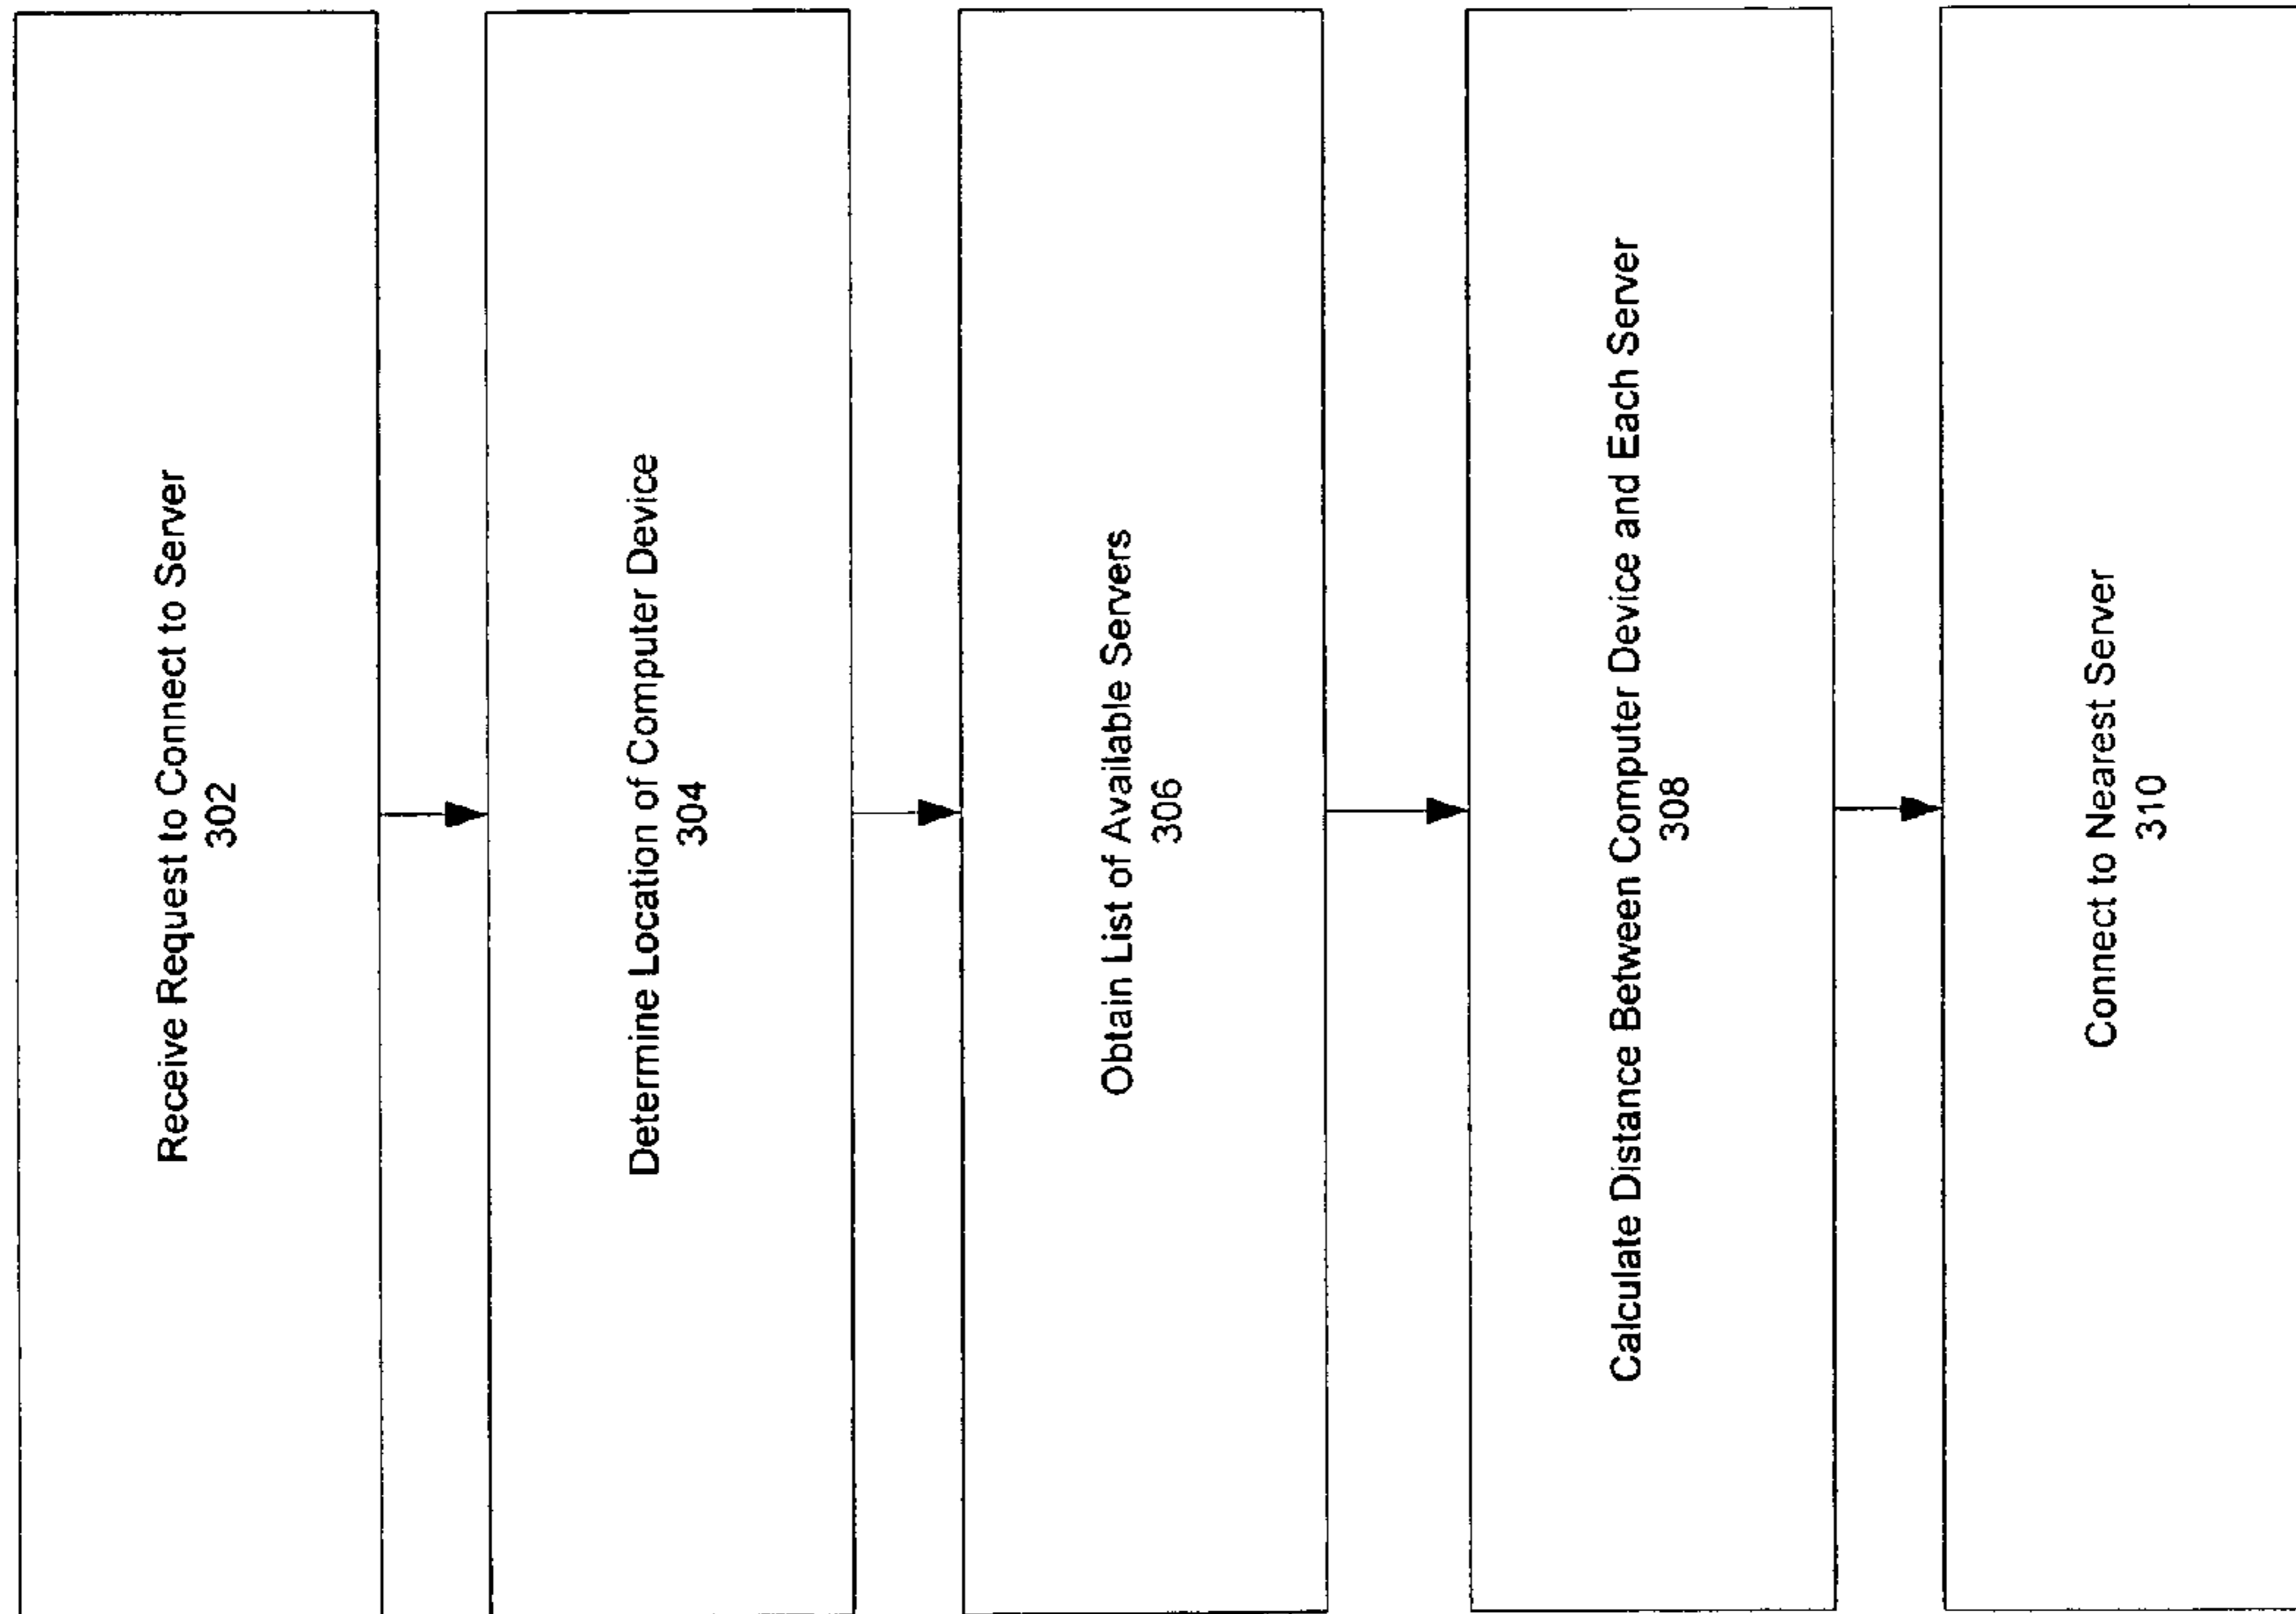 Receive Request to Connect to Server
302
Determine Location of Computer Device
304
Obtain List of Available Servers
306
Calculate Distance Between Computer Device and Each Server
308
Connect to Nearest Server
310